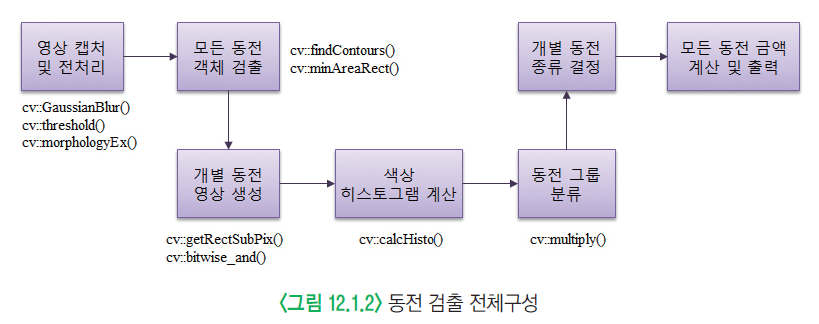 영상 캡처
및 전처리
cv::GaussianBlur()
cv::threshold()
cv::morphologyEx()
모든 동전
객체 검출
cv::findContours()
cv::minAreaRect()
개별 동전
영상 생성
cv::getRectSubPix()
cv::bitwise_and()
색상
히스토그램 계산
cv::calcHisto()
동전 그룹
분류
cv::multiply()
개별 동전
종류 결정
모든 동전 금액
계산 및 출력
<그림 12.1.2> 동전 검출 전체구성